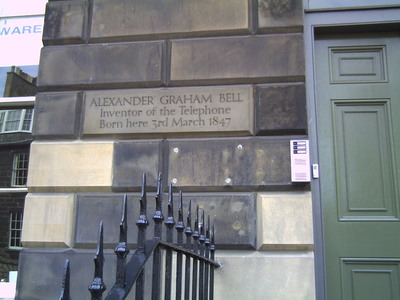 WARE
ALEXANDER GRAHAM BELL
Inventor of the Telephone
Born here 3rd March 1847